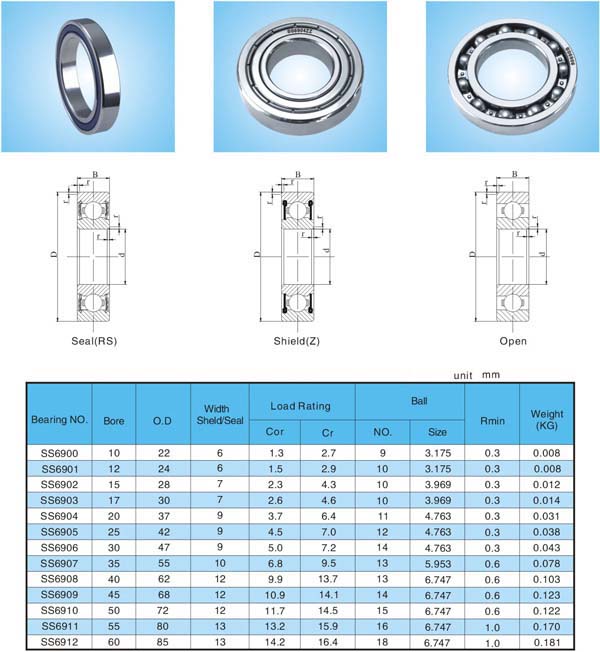 SS6904ZZ
B
r
r
r
r
D
d
Seal(RS)
B
r
r
r
r
D
d
Shield(Z)
B
r
r
r
r
D
d
Open
unit mm
Bearing NO. Bore O.D Width Sheld/Seal Load Rating Ball Rmin Weight (KG)
Cor Cr NO. Size
SS6900 10 22 6 1.3 2.7 9 3.175 0.3 0.008
SS6901 12 24 6 1.5 2.9 10 3.175 0.3 0.008
SS6902 15 28 7 2.3 4.3 10 3.969 0.3 0.012
SS6903 17 30 7 2.6 4.6 10 3.969 0.3 0.014
SS6904 20 37 9 3.7 6.4 11 4.763 0.3 0.031
SS6905 25 42 9 4.5 7.0 12 4.763 0.3 0.038
SS6906 30 47 9 5.0 7.2 14 4.763 0.3 0.043
SS6907 35 55 10 6.8 9.5 13 5.953 0.6 0.078
SS6908 40 62 12 9.9 13.7 13 6.747 0.6 0.103
SS6909 45 68 12 10.9 14.1 14 6.747 0.6 0.123
SS6910 50 72 12 11.7 14.5 15 6.747 0.6 0.122
SS6911 55 80 13 13.2 15.9 16 6.747 1.0 0.170
SS6912 60 85 13 14.2 16.4 18 6.747 1.0 0.181